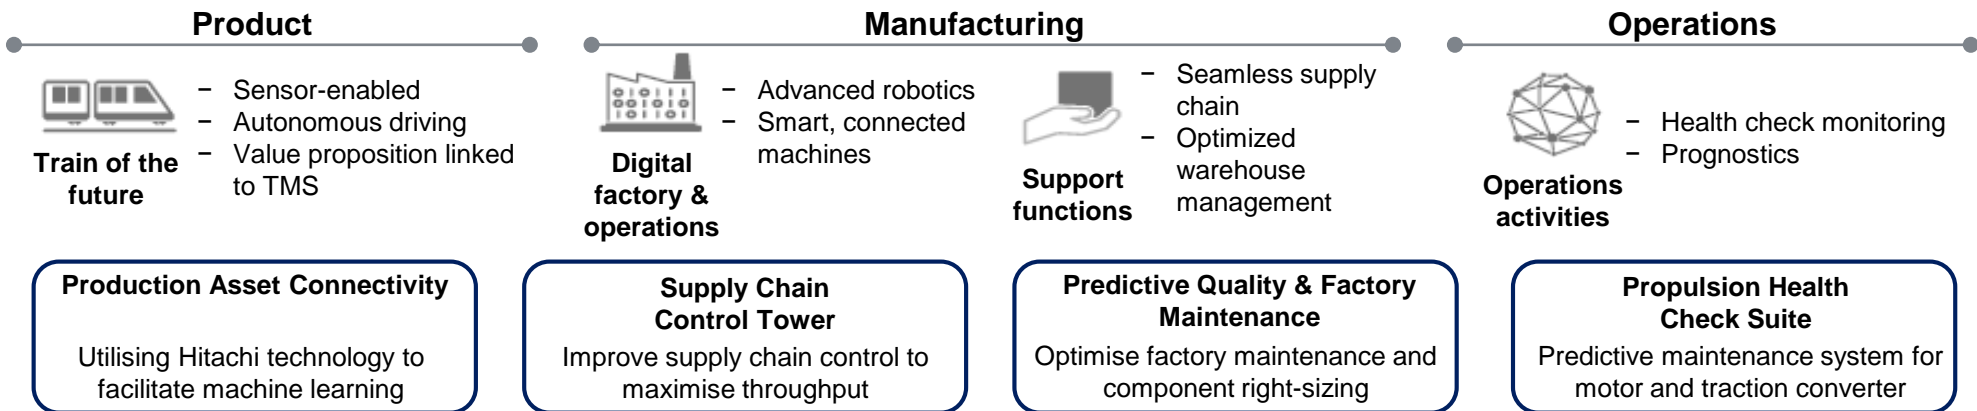 Product
Manufacturing
Operations
Train of the
future
− Sensor-enabled
− Autonomous driving
− Value proposition linked
to TMS
Digital
factory &
operations
− Advanced robotics
− Smart, connected
machines
Support
functions
− Seamless supply
chain
− Optimized
warehouse
management
Operations
activities
− Health check monitoring
− Prognostics
Production Asset Connectivity
Utilising Hitachi technology to
facilitate machine learning
Supply Chain
Control Tower
Improve supply chain control to
maximise throughput
Predictive Quality & Factory
Maintenance
Optimise factory maintenance and
component right-sizing
Propulsion Health
Check Suite
Predictive maintenance system for
motor and traction converter